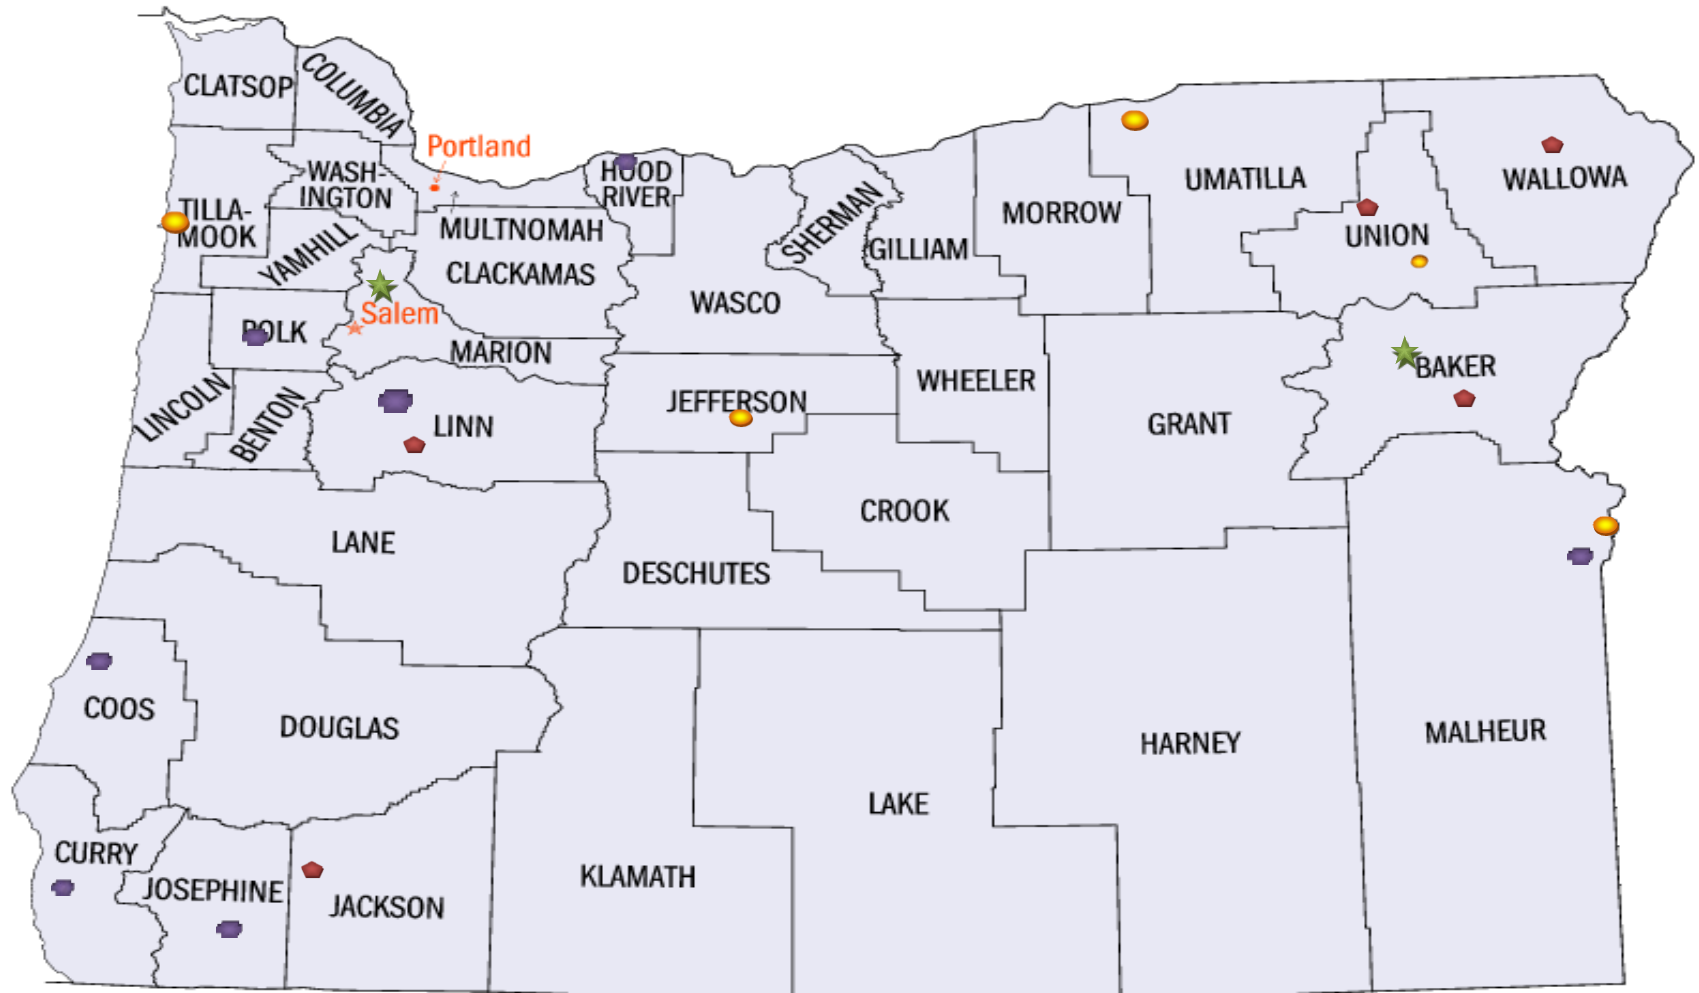 CLATSOP
COLUMBIA
Portland
WASH-
INGTON
HOOD
RIVER
TILLA-
MOOK
YAMHILL
MULTNOMAH
CLACKAMAS
SHERMAN
GILLIAM
MORROW
UMATILLA
UNION
WALLOWA
WASCO
Salem
POLK
MARION
LINCOLN
BENTON
LINN
JEFFERSON
WHEELER
GRANT
BAKER
LANE
CROOK
DESCHUTES
COOS
DOUGLAS
HARNEY
MALHEUR
LAKE
CURRY
JOSEPHINE
JACKSON
KLAMATH